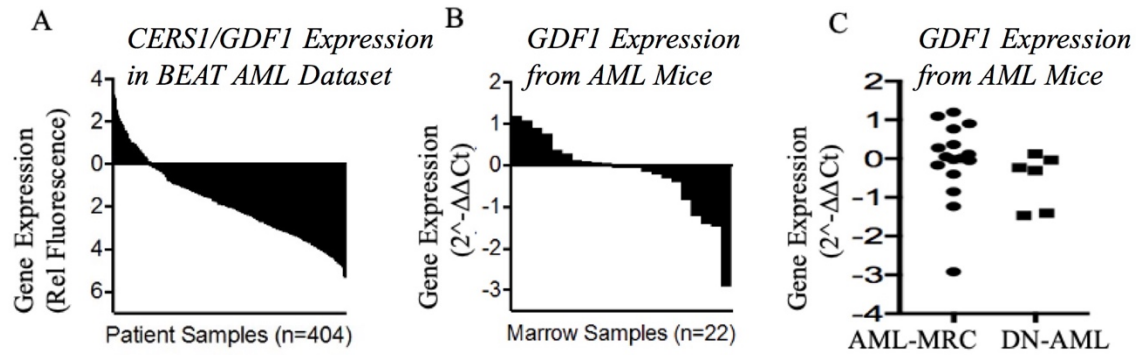 A
CERS1/GDF1 Expression
in BEAT AML Dataset
Gene Expression
(Rel Fluorescence)
4
2
0
2
4
6
Patient Samples (n=404)
B
GDF1 Expression
from AML Mice
Gene Expression
(2^-ΔΔCt)
2
1
0
-1
-2
-3
Marrow Samples (n=22)
C
GDF1 Expression
from AML Mice
Gene Expression
(2^-ΔΔCt)
2
1
0
-1
-2
-3
-4
AML-MRC DN-AML